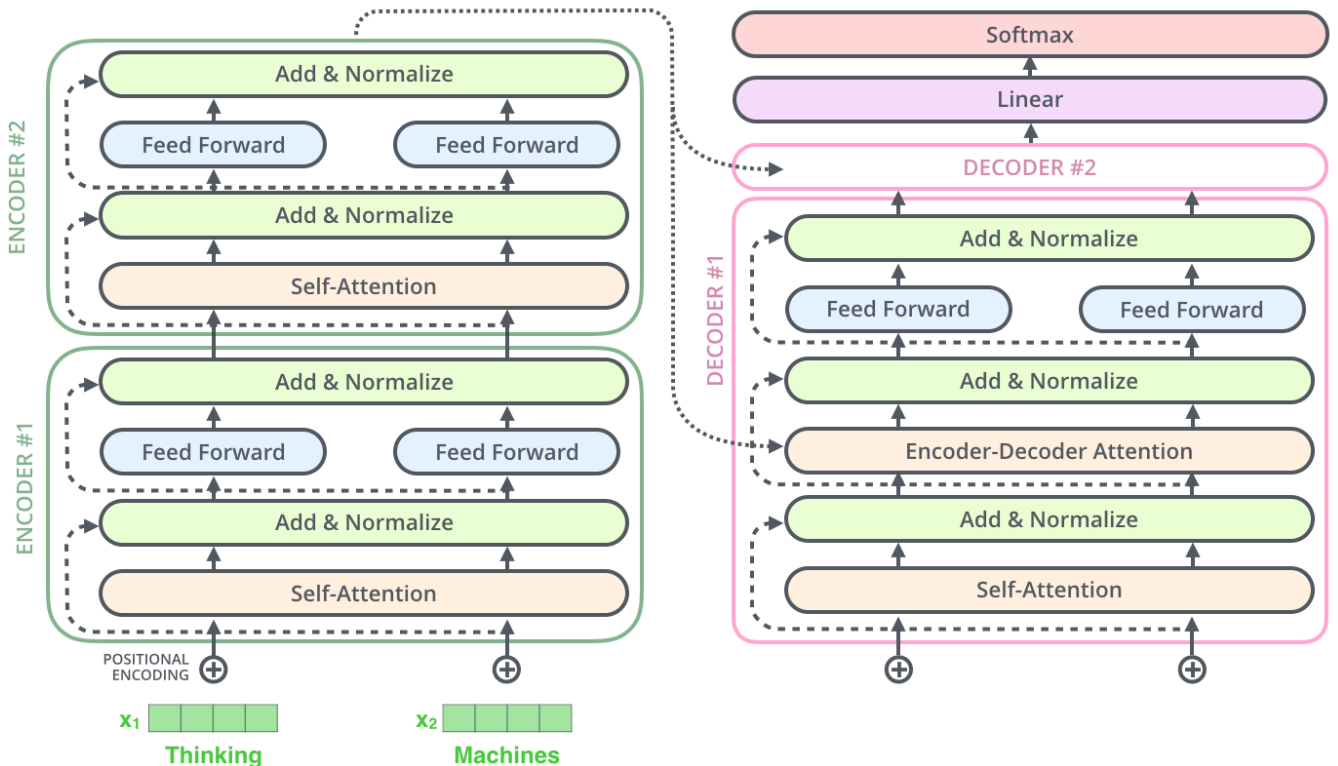 ENCODER #2
Add & Normalize
Feed Forward
Feed Forward
Add & Normalize
Self-Attention
ENCODER #1
Add & Normalize
Feed Forward
Feed Forward
Add & Normalize
Self-Attention
POSITIONAL
ENCODING
x₁
x₂
Thinking
Machines
Softmax
Linear
DECODER #2
DECODER #1
Add & Normalize
Feed Forward
Feed Forward
Add & Normalize
Encoder-Decoder Attention
Add & Normalize
Self-Attention